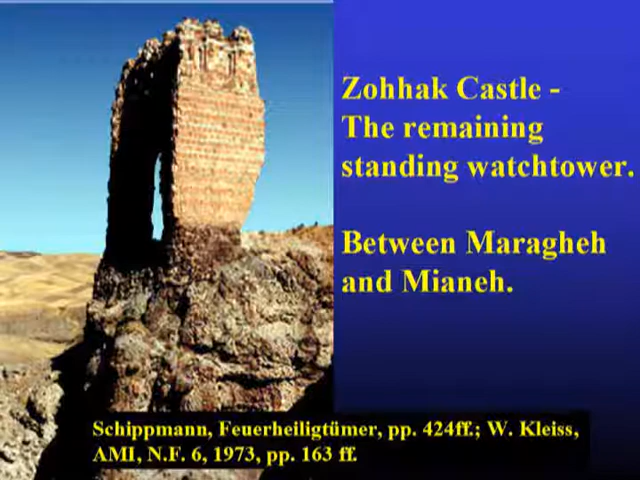 Zohhak Castle -
The remaining
standing watchtower.
Between Maragheh
and Mianeh.
Schippmann, Feuerheiligtümer, pp. 424ff.; W. Kleiss,
AMI, N.F. 6, 1973, pp. 163 ff.